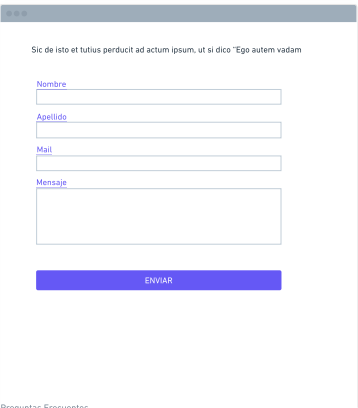 Sic de isto et tutius perducit ad actum ipsum, ut si dico “Ego autem vadam
Nombre
Apellido
Mail
Mensaje
ENVIAR
Preguntas Frecuentes